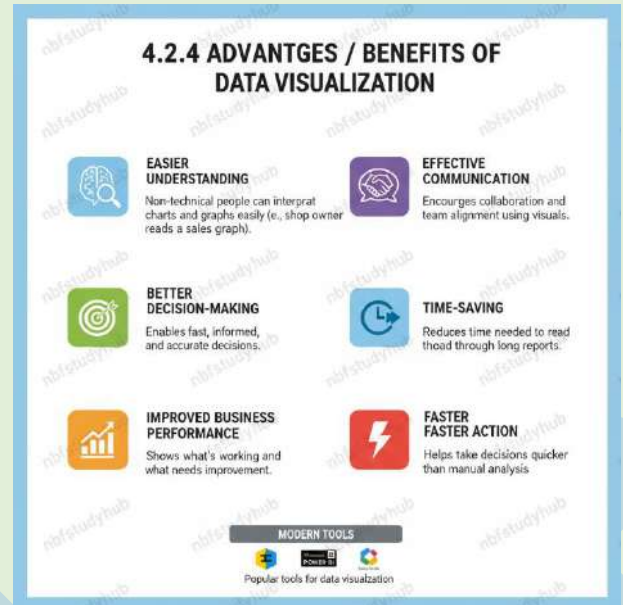 4.2.4 ADVANTGES / BENEFITS OF
DATA VISUALIZATION
EASIER
UNDERSTANDING
Non-technical people can interprat
charts and graphs easily (e., shop owner
reads a sales graph).
EFFECTIVE
COMMUNICATION
Encourges collaboration and
team alignment using visuals.
BETTER
DECISION-MAKING
Enables fast, informed,
and accurate decisions.
TIME-SAVING
Reduces time needed to read
thoad through long reports.
IMPROVED BUSINESS
PERFORMANCE
Shows what's working and
what needs improvement.
FASTER
FASTER ACTION
Helps take decisions quicker
than manual analysis
MODERN TOOLS
POWER BI
Popular tools for data visualzation
nbfstudyhub